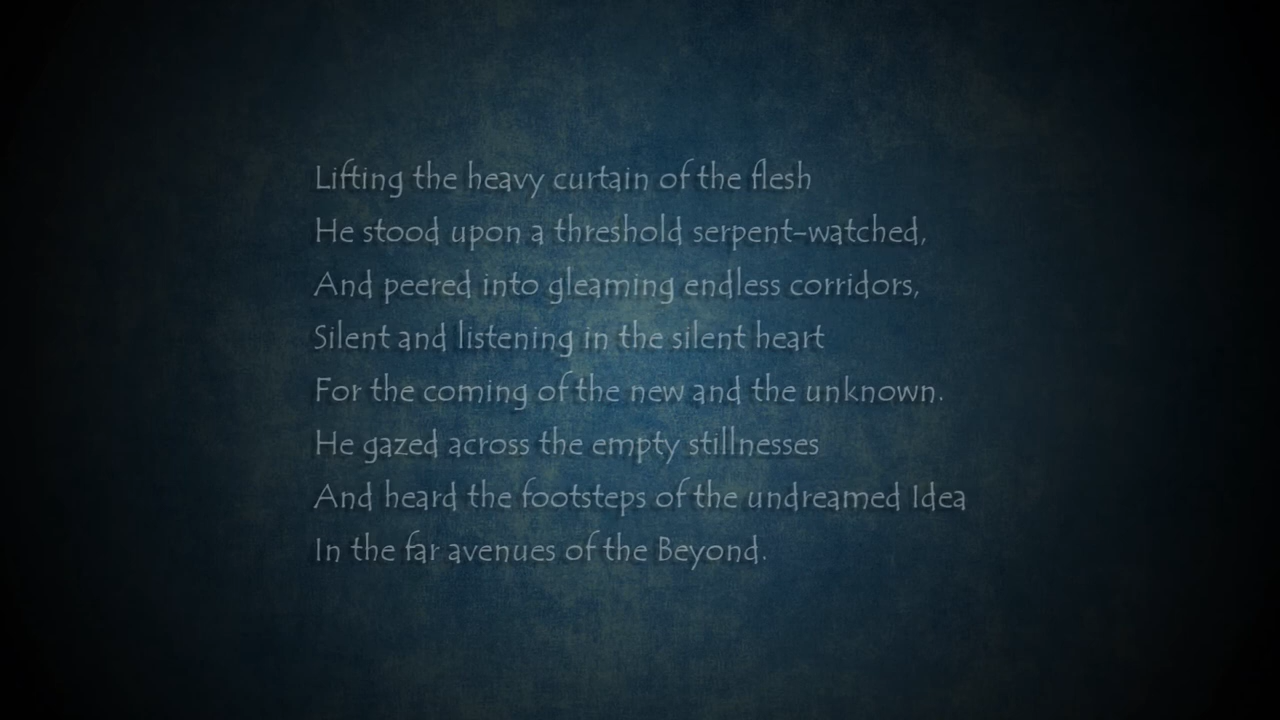 Lifting the heavy curtain of the flesh
He stood upon a threshold serpent-watched,
And peered into gleaming endless corridors,
Silent and listening in the silent heart
For the coming of the new and the unknown.
He gazed across the empty stillnesses
And heard the footsteps of the undreamed Idea
In the far avenues of the Beyond.